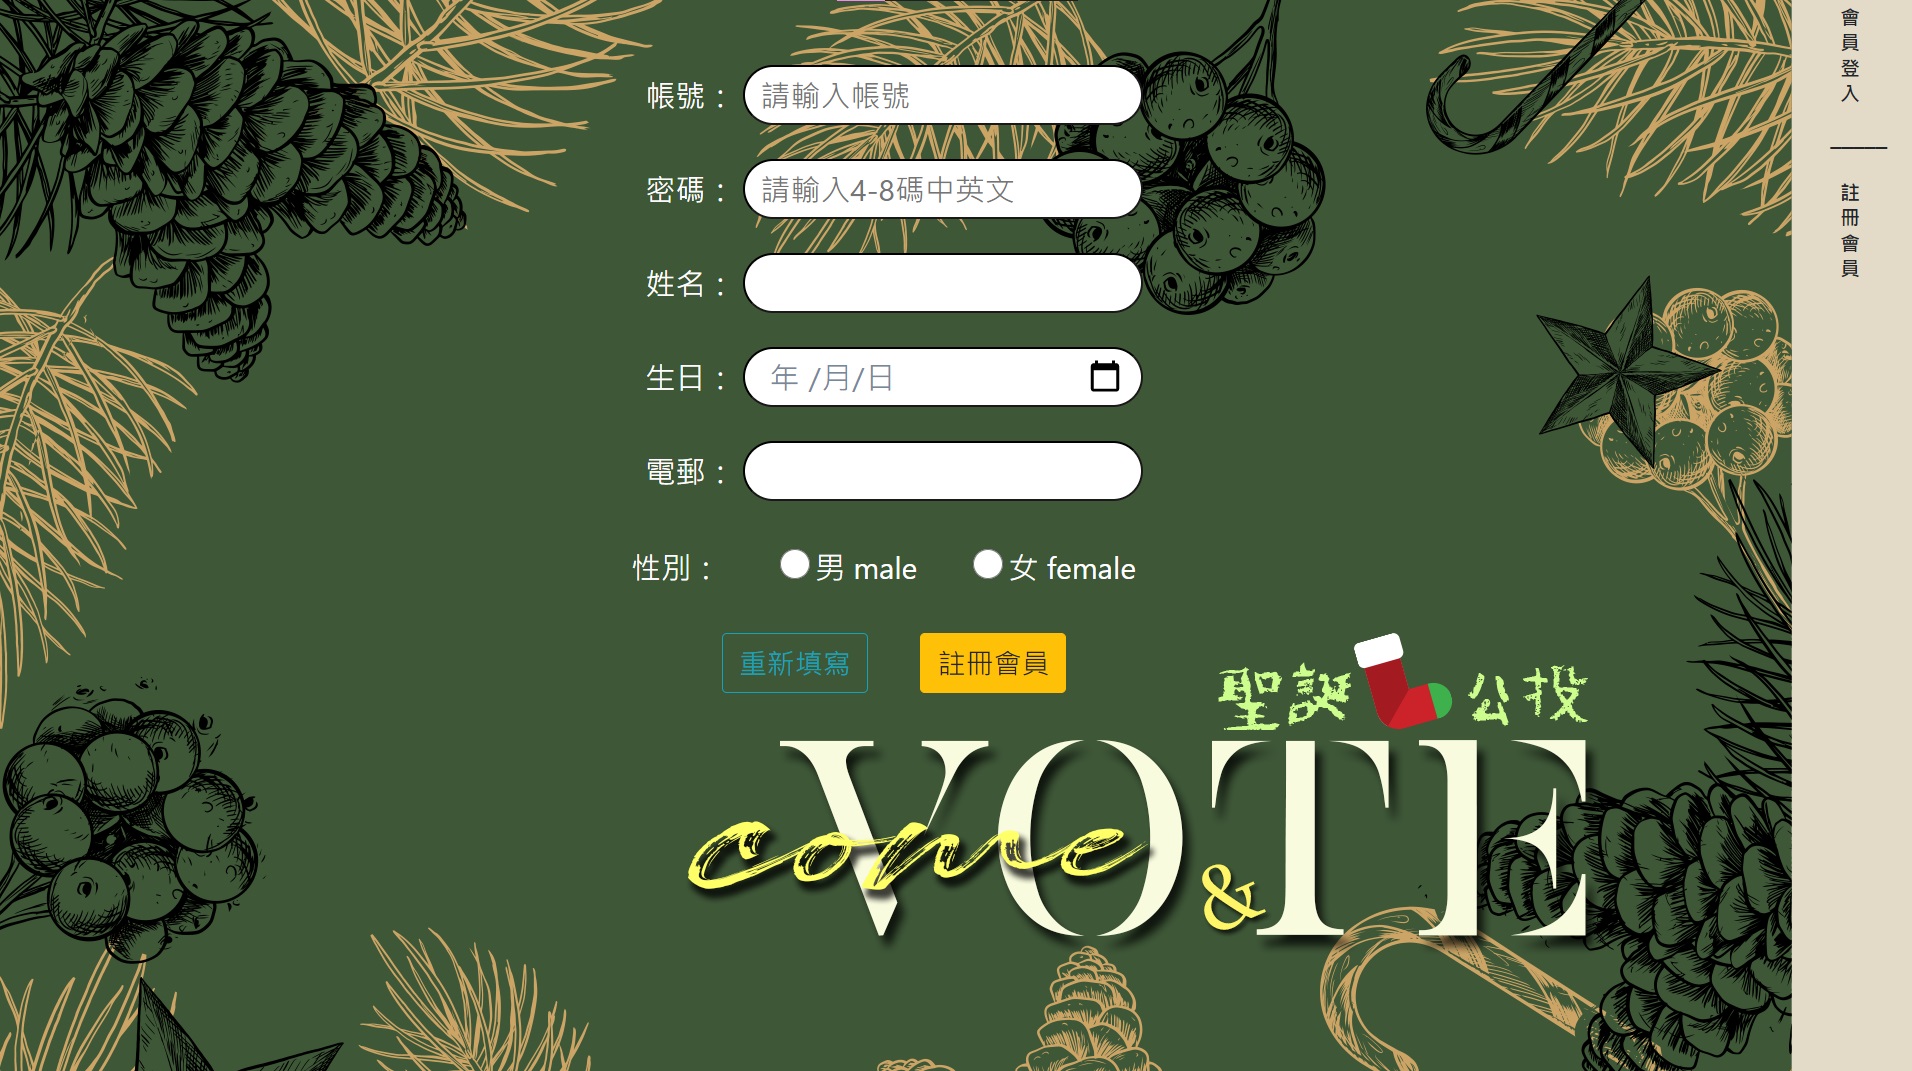 帳號：請輸入帳號
密碼：請輸入4-8碼中英文
姓名：
生日：年 /月/日
電郵：
性別： 男 male 女 female
重新填寫 註冊會員
聖誕公投
VOTE
come
&
會員登入
註冊會員